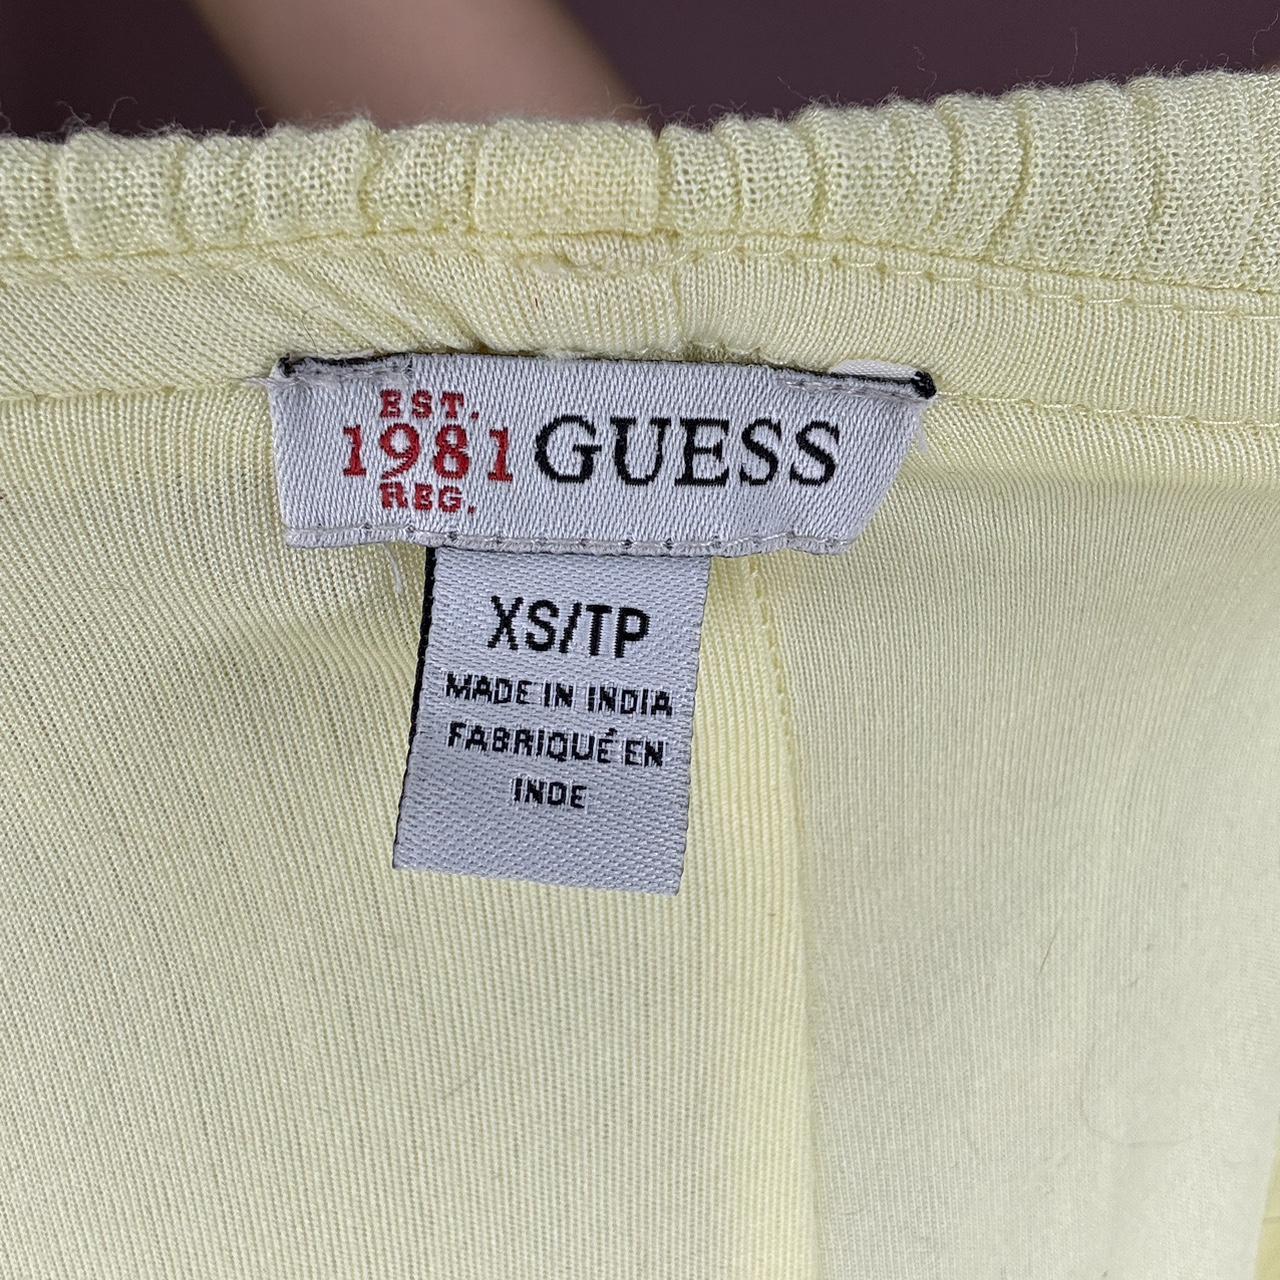 EST.
1981 GUESS
REG.
XS/TP
MADE IN INDIA
FABRIQUÉ EN
INDE